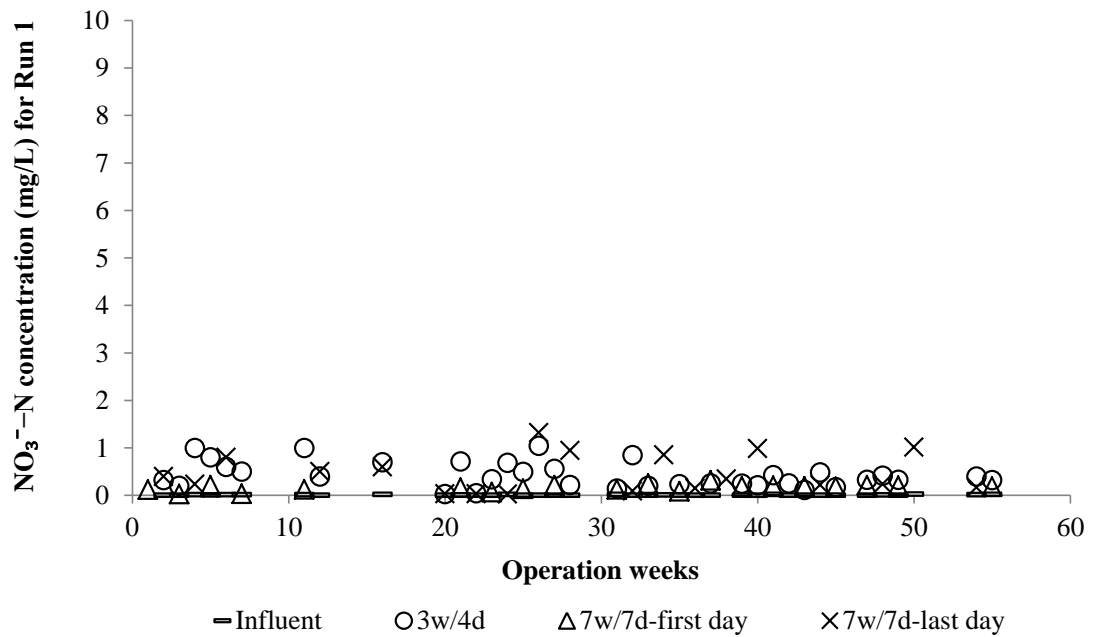 NO₃⁻–N concentration (mg/L) for Run 1
10
9
8
7
6
5
4
3
2
1
0
0 10 20 30 40 50 60
Operation weeks
Influent 3w/4d 7w/7d-first day 7w/7d-last day